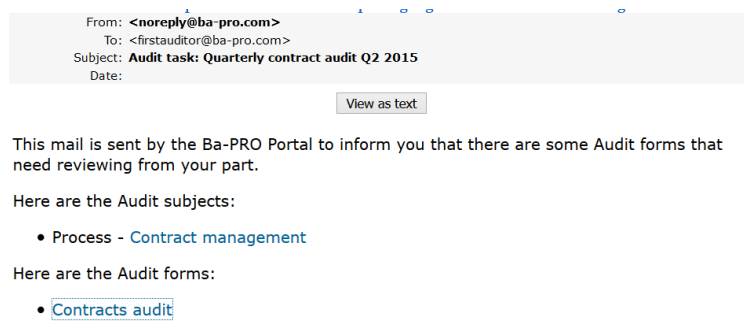 From: <noreply@ba-pro.com>
To: <firstauditor@ba-pro.com>
Subject: Audit task: Quarterly contract audit Q2 2015
Date:
View as text
This mail is sent by the Ba-PRO Portal to inform you that there are some Audit forms that
need reviewing from your part.
Here are the Audit subjects:
• Process - Contract management
Here are the Audit forms:
• Contracts audit